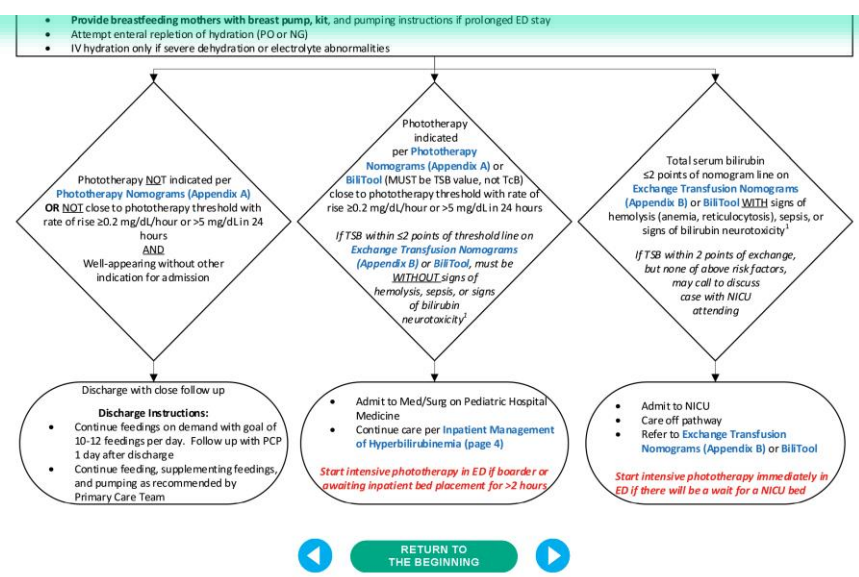 • Provide breastfeeding mothers with breast pump, kit, and pumping instructions if prolonged ED stay
• Attempt enteral repletion of hydration (PO or NG)
• IV hydration only if severe dehydration or electrolyte abnormalities
Phototherapy NOT indicated per
Phototherapy Nomograms (Appendix A)
OR NOT close to phototherapy threshold with
rate of rise ≥0.2 mg/dL/hour or >5 mg/dL in 24
hours
AND
Well-appearing without other
indication for admission
Phototherapy
indicated
per Phototherapy
Nomograms (Appendix A) or
BiliTool (MUST be TSB value, not TcB)
close to phototherapy threshold with rate of
rise ≥0.2 mg/dL/hour or >5 mg/dL in 24 hours
If TSB within ≤2 points of threshold line on
Exchange Transfusion Nomograms
(Appendix B) or BiliTool, must be
WITHOUT signs of
hemolysis, sepsis, or signs
of bilirubin
neurotoxicity¹
Total serum bilirubin
≤2 points of nomogram line on
Exchange Transfusion Nomograms
(Appendix B) or BiliTool WITH signs of
hemolysis (anemia, reticulocytosis), sepsis, or
signs of bilirubin neurotoxicity¹
If TSB within 2 points of exchange,
but none of above risk factors,
may call to discuss
case with NICU
attending
Discharge with close follow up
Discharge Instructions:
• Continue feedings on demand with goal of
10-12 feedings per day. Follow up with PCP
1 day after discharge
• Continue feeding, supplementing feedings,
and pumping as recommended by
Primary Care Team
• Admit to Med/Surg on Pediatric Hospital
Medicine
• Continue care per Inpatient Management
of Hyperbilirubinemia (page 4)
Start intensive phototherapy in ED if boarder or
awaiting inpatient bed placement for >2 hours
• Admit to NICU
• Care off pathway
• Refer to Exchange Transfusion
Nomograms (Appendix B) or BiliTool
Start intensive phototherapy immediately in
ED if there will be a wait for a NICU bed
RETURN TO
THE BEGINNING